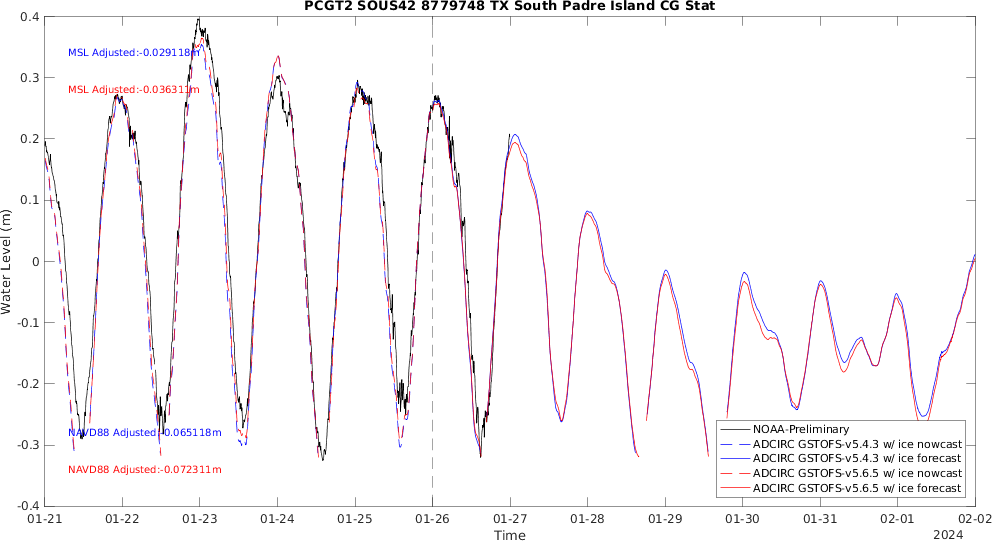 PCGT2 SOUS42 8779748 TX South Padre Island CG Stat
MSL Adjusted:-0.029118m
MSL Adjusted:-0.036311m
NAVD88 Adjusted:-0.065118m
NAVD88 Adjusted:-0.072311m
0.4
0.3
0.2
0.1
0
-0.1
-0.2
-0.3
-0.4
Water Level (m)
01-21 01-22 01-23 01-24 01-25 01-26 01-27 01-28 01-29 01-30 01-31 02-01 02-02
Time
2024
NOAA-Preliminary
ADCIRC GSTOFS-v5.4.3 w/ ice nowcast
ADCIRC GSTOFS-v5.4.3 w/ ice forecast
ADCIRC GSTOFS-v5.6.5 w/ ice nowcast
ADCIRC GSTOFS-v5.6.5 w/ ice forecast